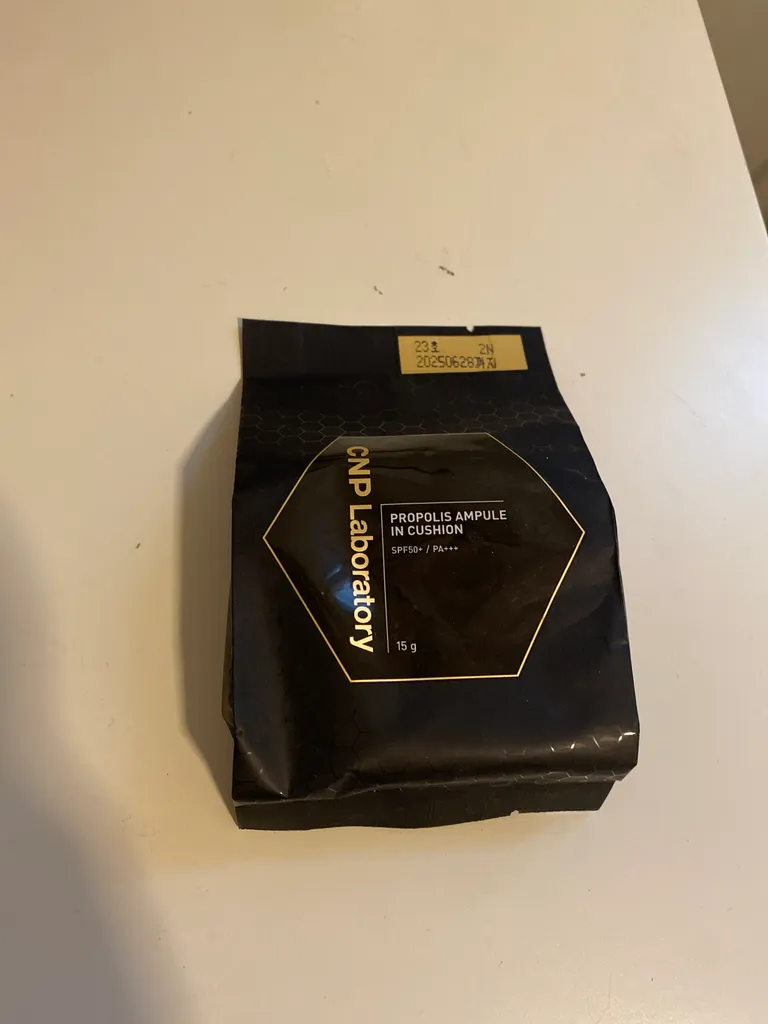 23호 2N
20250628까지
CNP Laboratory
PROPOLIS AMPULE
IN CUSHION
SPF50+ / PA+++
15 g